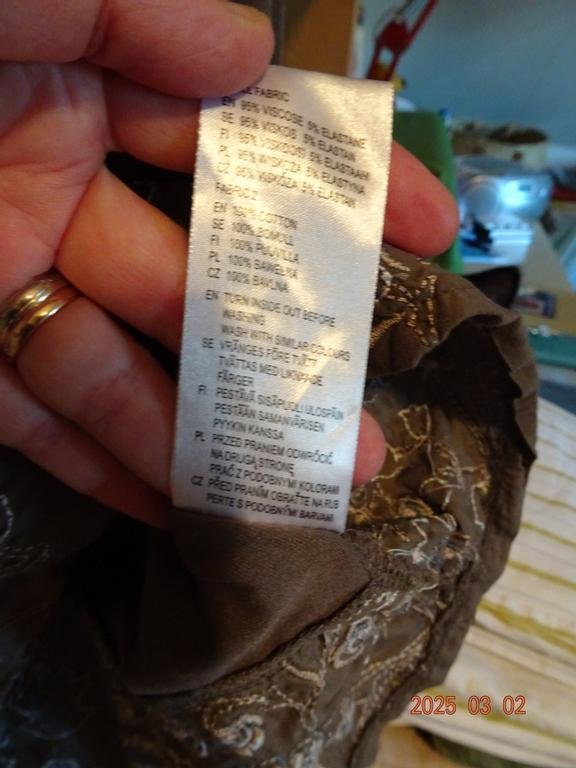 FABRIC
EN 95% VISCOSE 5% ELASTANE
SE 95% VISKOS 5% ELASTAN
FI 95% VISKOOSI 5% ELASTAANI
PL 95% WISKOZA 5% ELASTYNA
CZ 95% VISKÓZA 5% ELASTAN
FABRIC 2
EN 100% COTTON
SE 100% BOMULL
FI 100% PUUVILLA
PL 100% BAWEŁNA
CZ 100% BAVLNA
EN TURN INSIDE OUT BEFORE
WASHING
WASH WITH SIMILAR COLOURS
SE VRÄNGES FÖRE TVÄTT
TVÄTTAS MED LIKNANDE
FÄRGER
FI PESTÄVÄ SISÄPUOLI ULOSPÄIN
PESTÄÄN SAMANVÄRISEN
PYYKIN KANSSA
PL PRZED PRANIEM ODWRÓCIĆ
NA DRUGĄ STRONĘ
PRAĆ Z PODOBNYMI KOLORAMI
CZ PŘED PRANÍM OBRAŤTE NA RUB
PERTE S PODOBNÝMI BARVAMI
2025 03 02